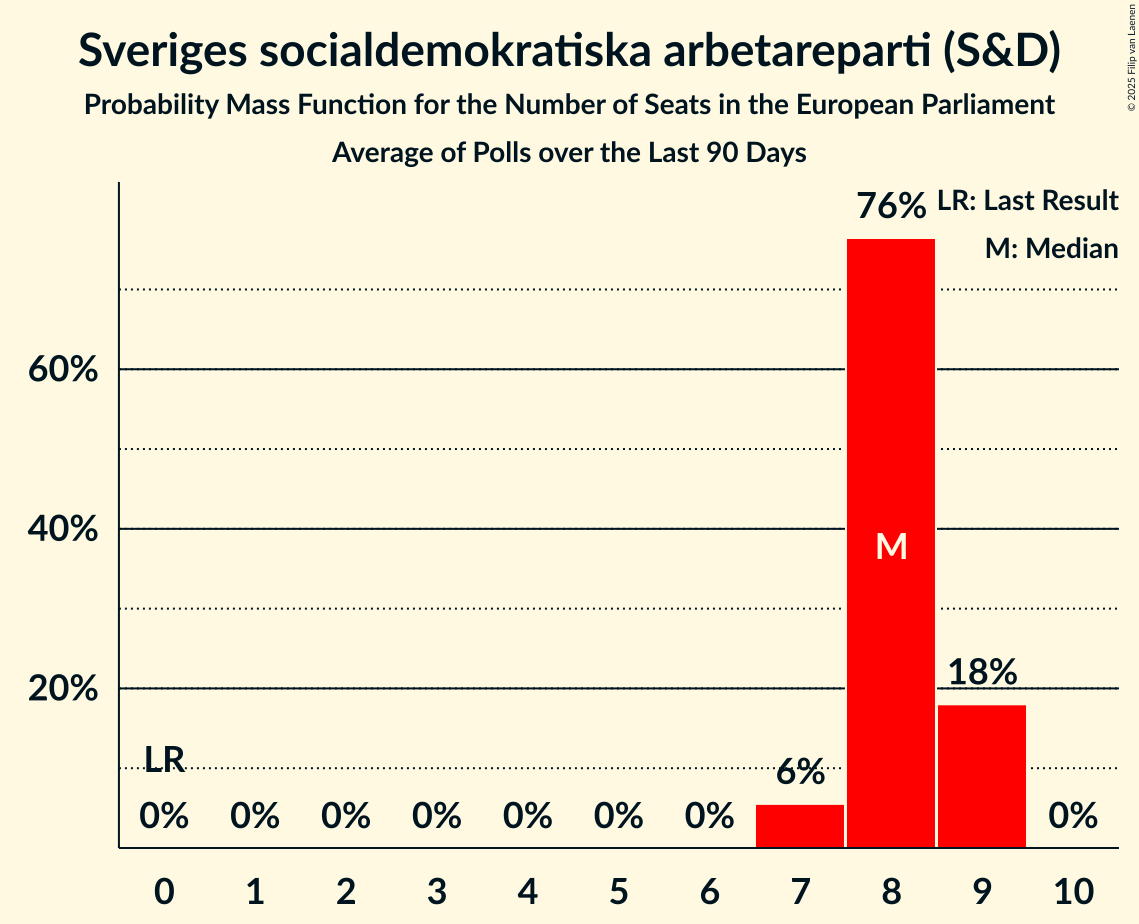 Sveriges socialdemokratiska arbetareparti (S&D)
Probability Mass Function for the Number of Seats in the European Parliament
Average of Polls over the Last 90 Days
© 2025 Filip van Laenen
LR: Last Result
M: Median
76%
60%
40%
M
20%
18%
LR
6%
0% 0% 0% 0% 0% 0% 0% 0%
0 1 2 3 4 5 6 7 8 9 10